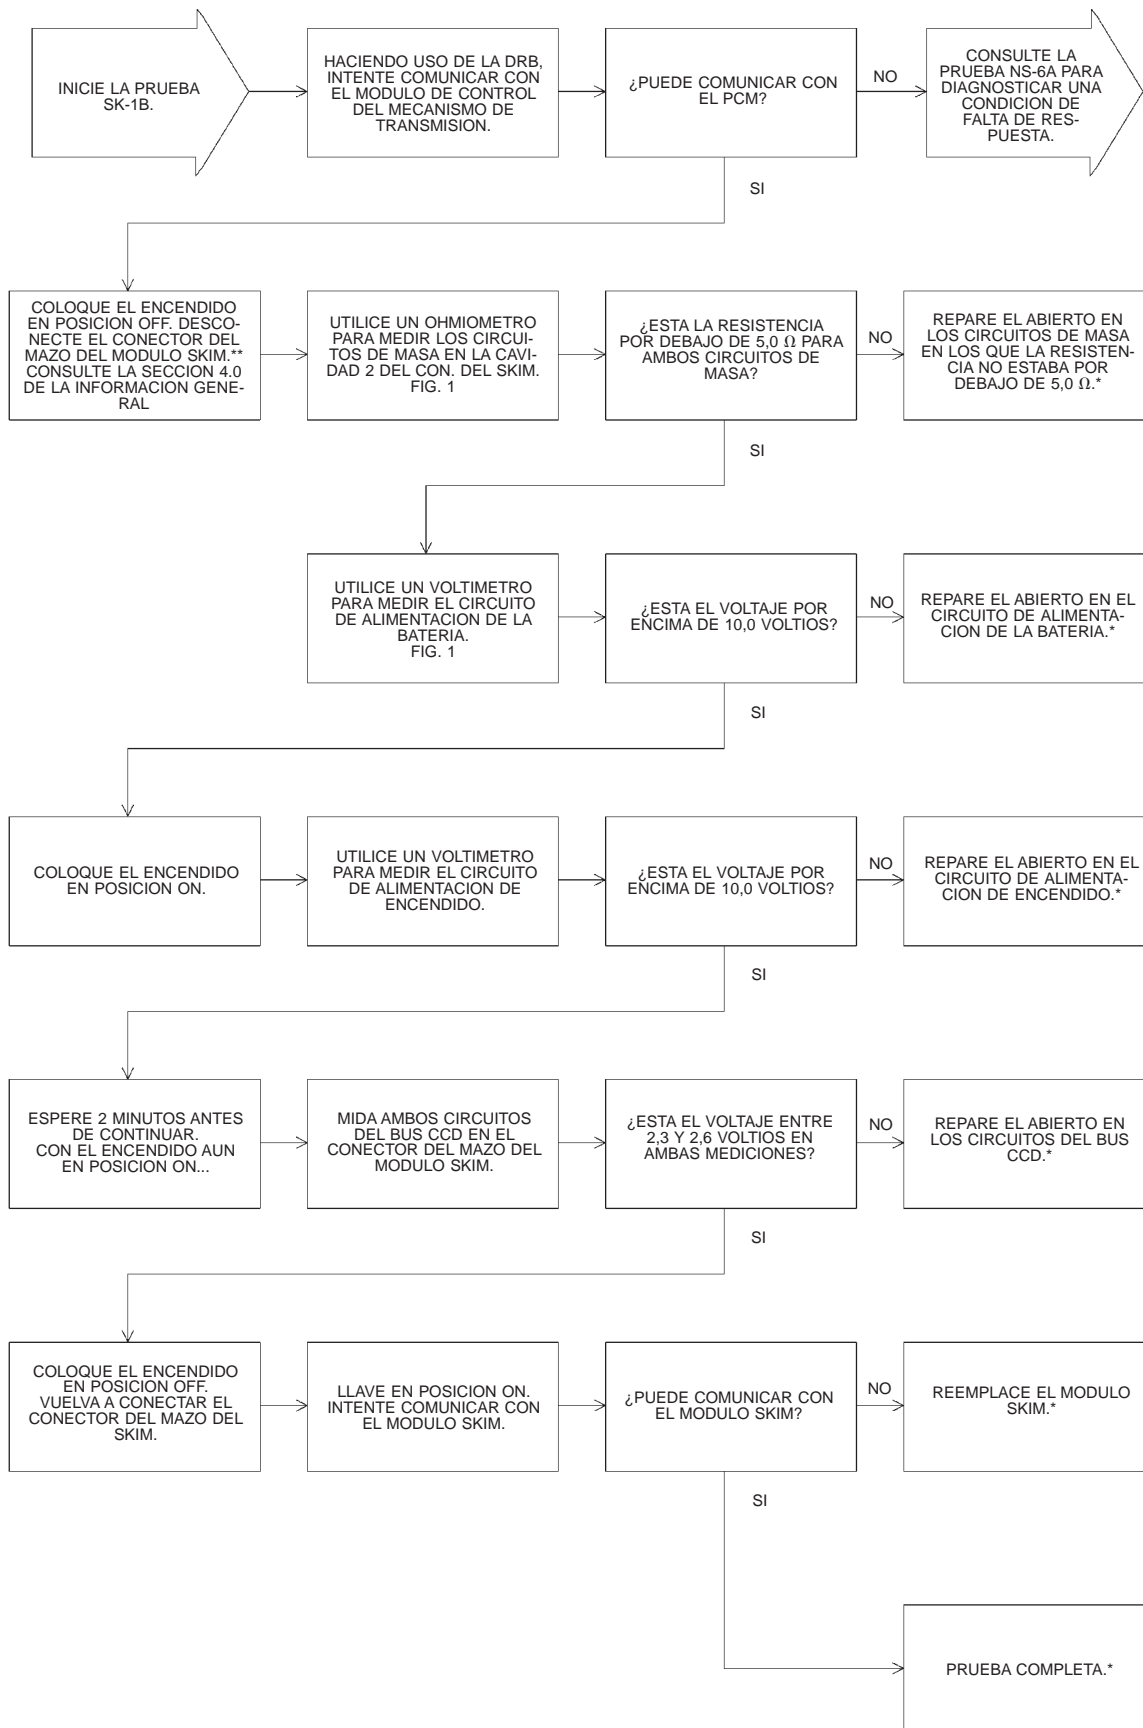 INICIE LA PRUEBA
SK-1B.
HACIENDO USO DE LA DRB,
INTENTE COMUNICAR CON
EL MODULO DE CONTROL
DEL MECANISMO DE
TRANSMISION.
¿PUEDE COMUNICAR CON
EL PCM?
NO
CONSULTE LA
PRUEBA NS-6A PARA
DIAGNOSTICAR UNA
CONDICION DE
FALTA DE RES-
PUESTA.
SI
COLOQUE EL ENCENDIDO
EN POSICION OFF. DESCO-
NECTE EL CONECTOR DEL
MAZO DEL MODULO SKIM.**
CONSULTE LA SECCION 4.0
DE LA INFORMACION GENE-
RAL
UTILICE UN OHMIOMETRO
PARA MEDIR LOS CIRCUI-
TOS DE MASA EN LA CAVI-
DAD 2 DEL CON. DEL SKIM.
FIG. 1
¿ESTA LA RESISTENCIA
POR DEBAJO DE 5,0 Ω PARA
AMBOS CIRCUITOS DE
MASA?
NO
REPARE EL ABIERTO EN
LOS CIRCUITOS DE MASA
EN LOS QUE LA RESISTEN-
CIA NO ESTABA POR
DEBAJO DE 5,0 Ω.*
SI
UTILICE UN VOLTIMETRO
PARA MEDIR EL CIRCUITO
DE ALIMENTACION DE LA
BATERIA.
FIG. 1
¿ESTA EL VOLTAJE POR
ENCIMA DE 10,0 VOLTIOS?
NO
REPARE EL ABIERTO EN EL
CIRCUITO DE ALIMENTA-
CION DE LA BATERIA.*
SI
COLOQUE EL ENCENDIDO
EN POSICION ON.
UTILICE UN VOLTIMETRO
PARA MEDIR EL CIRCUITO
DE ALIMENTACION DE
ENCENDIDO.
¿ESTA EL VOLTAJE POR
ENCIMA DE 10,0 VOLTIOS?
NO
REPARE EL ABIERTO EN EL
CIRCUITO DE ALIMENTA-
CION DE ENCENDIDO.*
SI
ESPERE 2 MINUTOS ANTES
DE CONTINUAR.
CON EL ENCENDIDO AUN
EN POSICION ON...
MIDA AMBOS CIRCUITOS
DEL BUS CCD EN EL
CONECTOR DEL MAZO DEL
MODULO SKIM.
¿ESTA EL VOLTAJE ENTRE
2,3 Y 2,6 VOLTIOS EN
AMBAS MEDICIONES?
NO
REPARE EL ABIERTO EN
LOS CIRCUITOS DEL BUS
CCD.*
SI
COLOQUE EL ENCENDIDO
EN POSICION OFF.
VUELVA A CONECTAR EL
CONECTOR DEL MAZO DEL
SKIM.
LLAVE EN POSICION ON.
INTENTE COMUNICAR CON
EL MODULO SKIM.
¿PUEDE COMUNICAR CON
EL MODULO SKIM?
NO
REEMPLACE EL MODULO
SKIM.*
SI
PRUEBA COMPLETA.*